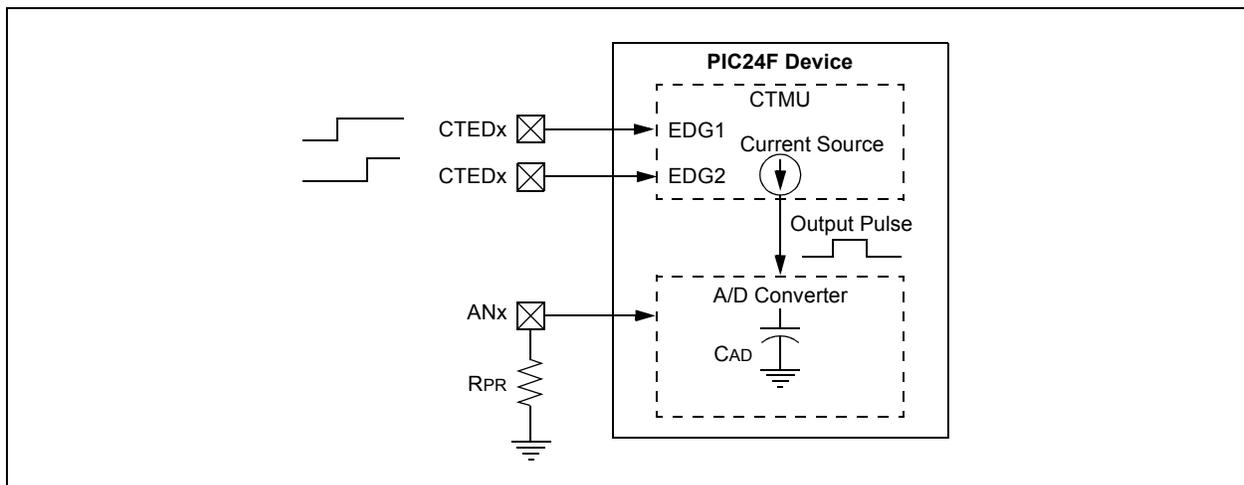 PIC24F Device
CTMU
CTEDx
EDG1
Current Source
CTEDx
EDG2
Output Pulse
A/D Converter
ANx
CAD
RPR